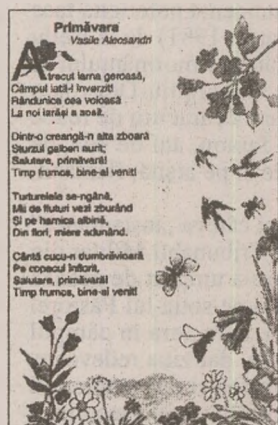 Primăvara
Vasile Alecsandri
A trecut iarna geroasă,
Câmpul iată-l înverzit!
Rândunica cea voioasă
La noi iarăși a sosit.
Dintr-o creangă-n alta zboară
Sturzul galben aurit;
Salutare, primăvară!
Timp frumos, bine-ai venit!
Turturelele se-ngână,
Mii de fluturi vezi zburând
Și pe harnica albină,
Din flori, miere adunând.
Cântă cucu-n dumbrăvioară
Pe copacul înflorit,
Salutare, primăvară!
Timp frumos, bine-ai venit!